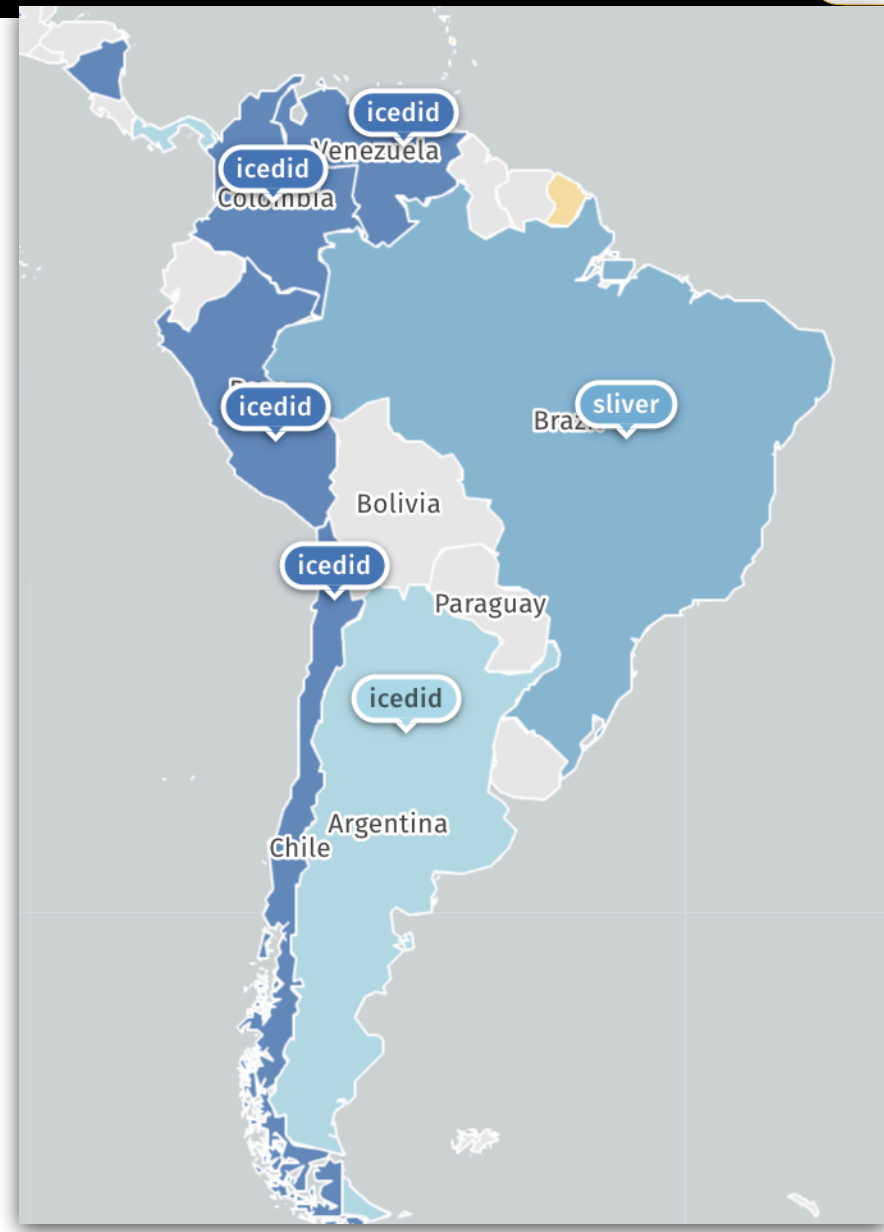 icedid
Venezuela
icedid
Colombia
icedid
sliver
Bolivia
icedid
Paraguay
icedid
Argentina
Chile